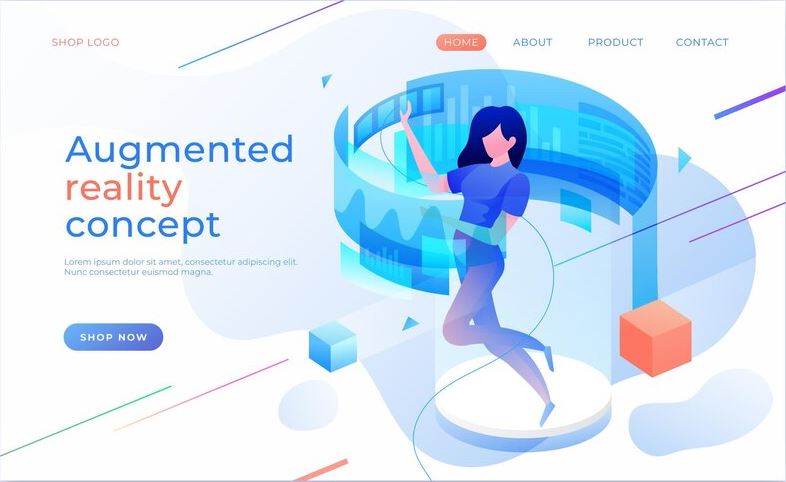 SHOP LOGO
HOME ABOUT PRODUCT CONTACT
Augmented
reality
concept
Lorem ipsum dolor sit amet, consectetur adipiscing elit.
Nunc consectetur euismod magna.
SHOP NOW